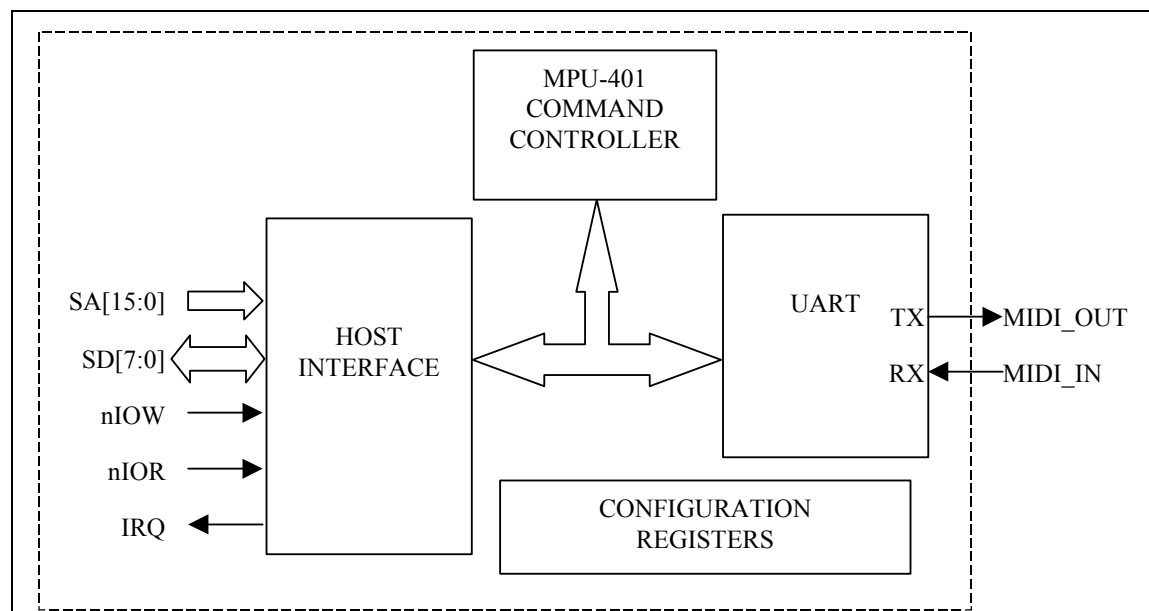 MPU-401
COMMAND
CONTROLLER
SA[15:0]
SD[7:0]
nIOW
nIOR
IRQ
HOST
INTERFACE
UART
TX
RX
MIDI_OUT
MIDI_IN
CONFIGURATION
REGISTERS